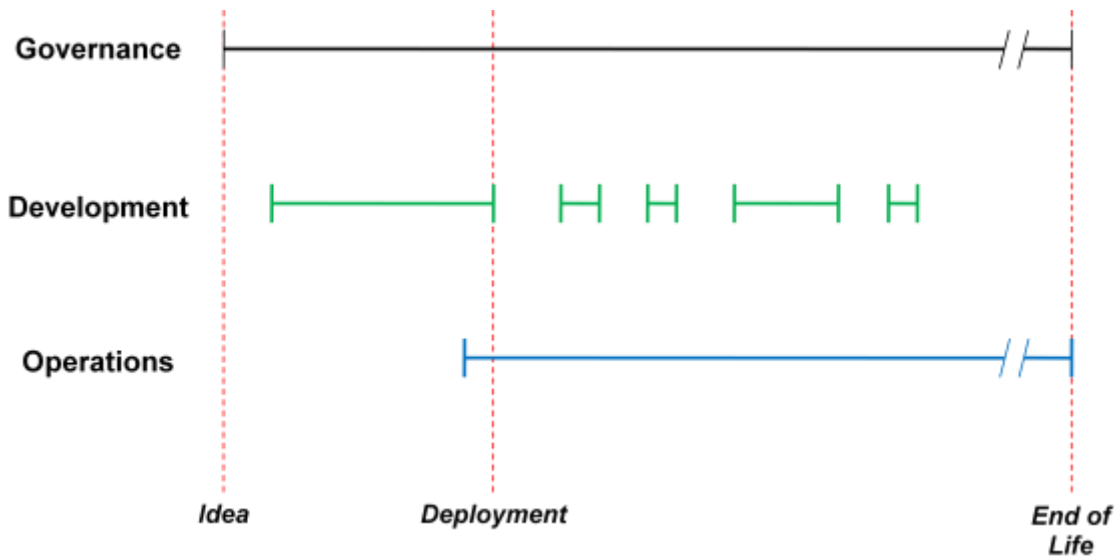 Governance
Development
Operations
Idea
Deployment
End of
Life